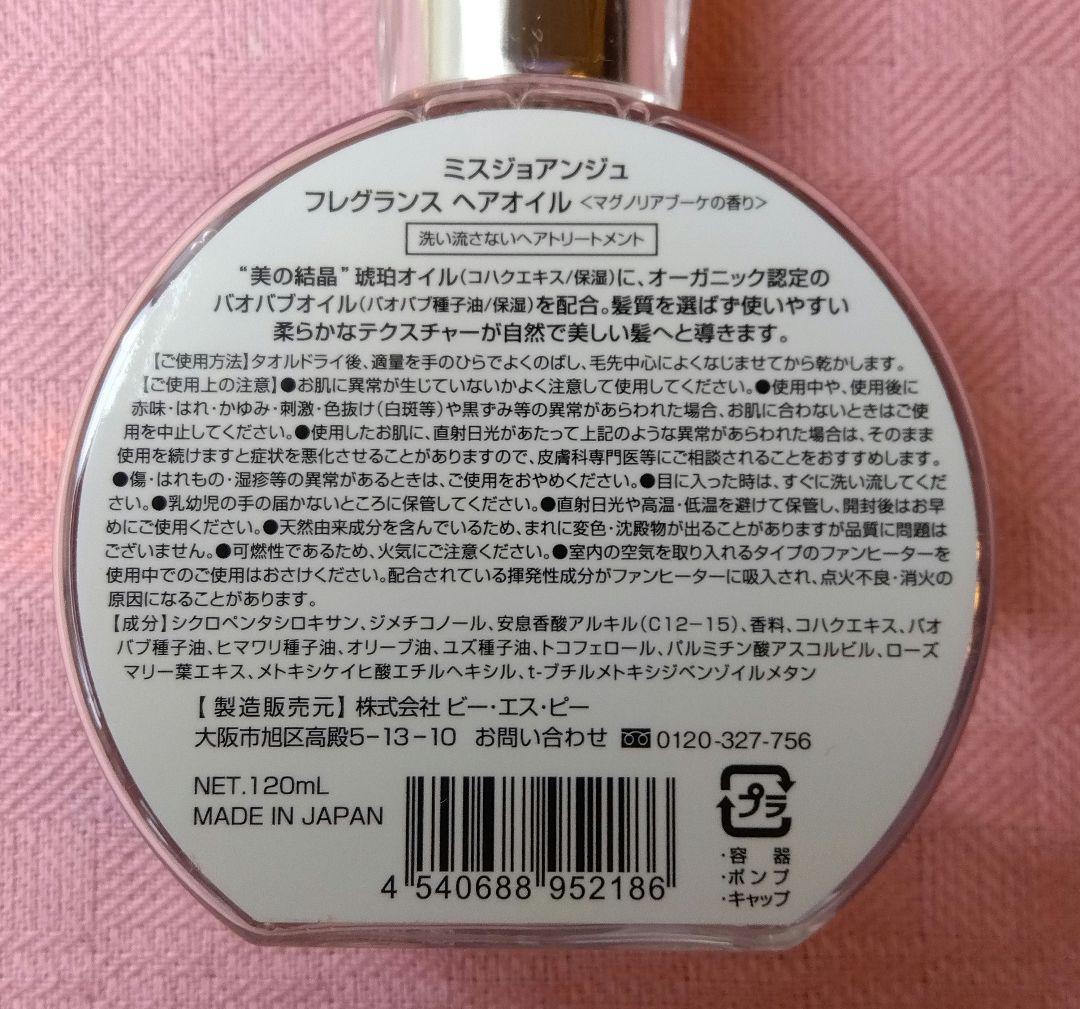 ミスジョアンジュ
フレグランス ヘアオイル <マグノリアブーケの香り>
洗い流さないヘアトリートメント
“美の結晶” 琥珀オイル(コハクエキス/保湿)に、オーガニック認定の
バオバブオイル(バオバブ種子油/保湿)を配合。髪質を選ばず使いやすい
柔らかなテクスチャーが自然で美しい髪へと導きます。
【ご使用方法】タオルドライ後、適量を手のひらでよくのばし、毛先中心によくなじませてから乾かします。
【ご使用上の注意】●お肌に異常が生じていないかよく注意して使用してください。●使用中や、使用後に
赤味・はれ・かゆみ・刺激・色抜け(白斑等)や黒ずみ等の異常があらわれた場合、お肌に合わないときはご使
用を中止してください。●使用したお肌に、直射日光があたって上記のような異常があらわれた場合は、そのまま
使用を続けますと症状を悪化させることがありますので、皮膚科専門医等にご相談されることをおすすめします。
●傷・はれもの・湿疹等の異常があるときは、ご使用をおやめください。●目に入った時は、すぐに洗い流してくだ
さい。●乳幼児の手の届かないところに保管してください。●直射日光や高温・低温を避けて保管し、開封後はお早
めにご使用ください。●天然由来成分を含んでいるため、まれに変色・沈殿物が出ることがありますが品質に問題は
ございません。●可燃性であるため、火気にご注意ください。●室内の空気を取り入れるタイプのファンヒーターを
使用中でのご使用はおさけください。配合されている揮発性成分がファンヒーターに吸入され、点火不良・消火の
原因になることがあります。
【成分】シクロペンタシロキサン、ジメチコノール、安息香酸アルキル(C12-15)、香料、コハクエキス、バオ
バブ種子油、ヒマワリ種子油、オリーブ油、ユズ種子油、トコフェロール、パルミチン酸アスコルビル、ローズ
マリー葉エキス、メトキシケイヒ酸エチルヘキシル、t-ブチルメトキシジベンゾイルメタン
【製造販売元】株式会社 ビー・エス・ピー
大阪市旭区高殿5-13-10 お問い合わせ 0120-327-756
NET.120mL
MADE IN JAPAN
4 540688 952186
プラ
・容器
・ポンプ
・キャップ